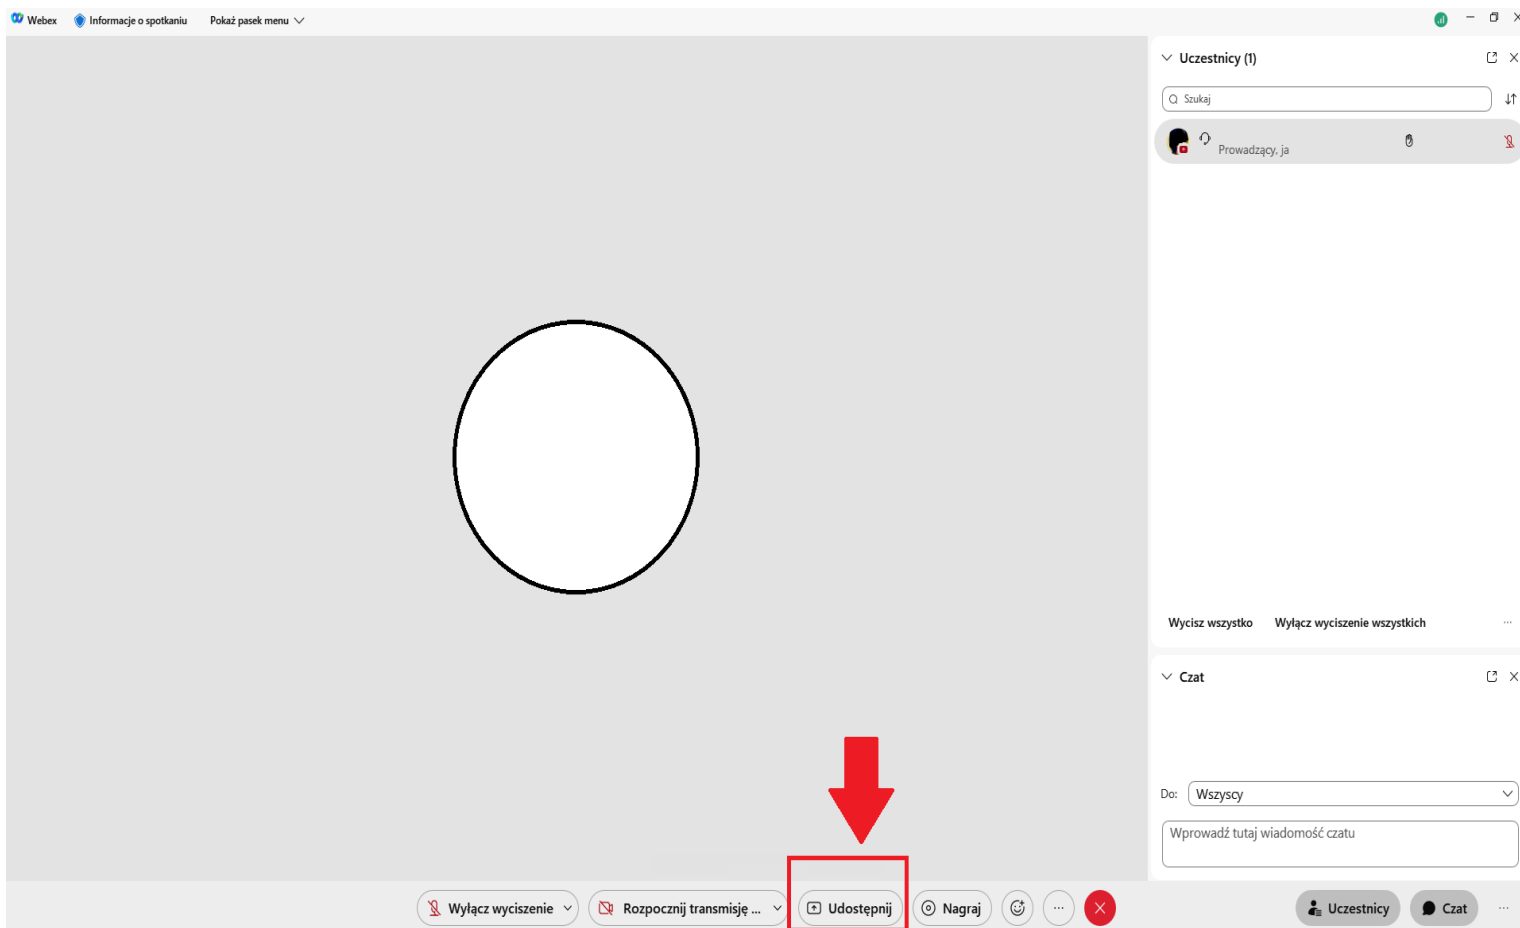 Webex Informacje o spotkaniu Pokaż pasek menu
Uczestnicy (1)
Szukaj
Prowadzący, ja
Wycisz wszystko Wyłącz wyciszenie wszystkich
Czat
Do: Wszyscy
Wprowadź tutaj wiadomość czatu
Wyłącz wyciszenie Rozpocznij transmisję ... Udostępnij Nagraj Uczestnicy Czat